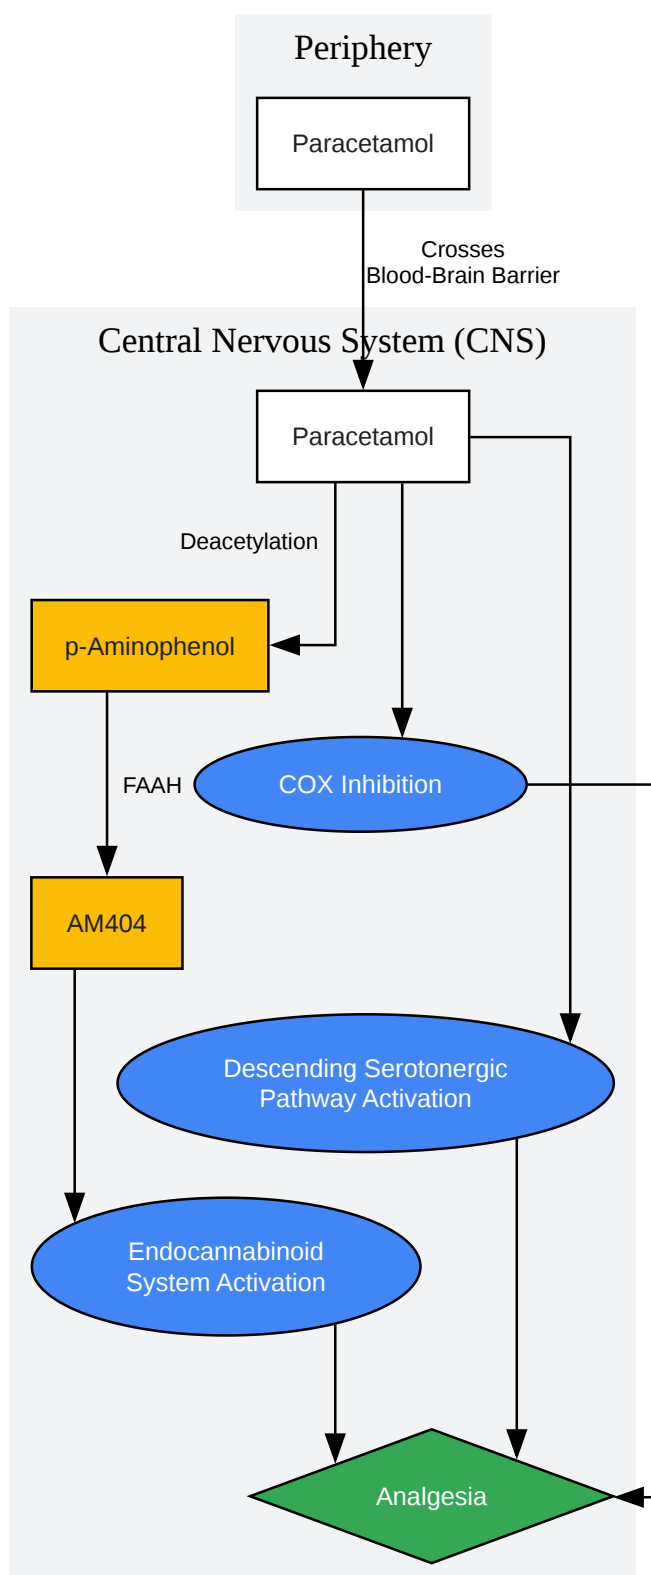 Periphery
Paracetamol
Crosses
Blood-Brain Barrier
Central Nervous System (CNS)
Paracetamol
Deacetylation
p-Aminophenol
FAAH
COX Inhibition
AM404
Descending Serotonergic
Pathway Activation
Endocannabinoid
System Activation
Analgesia